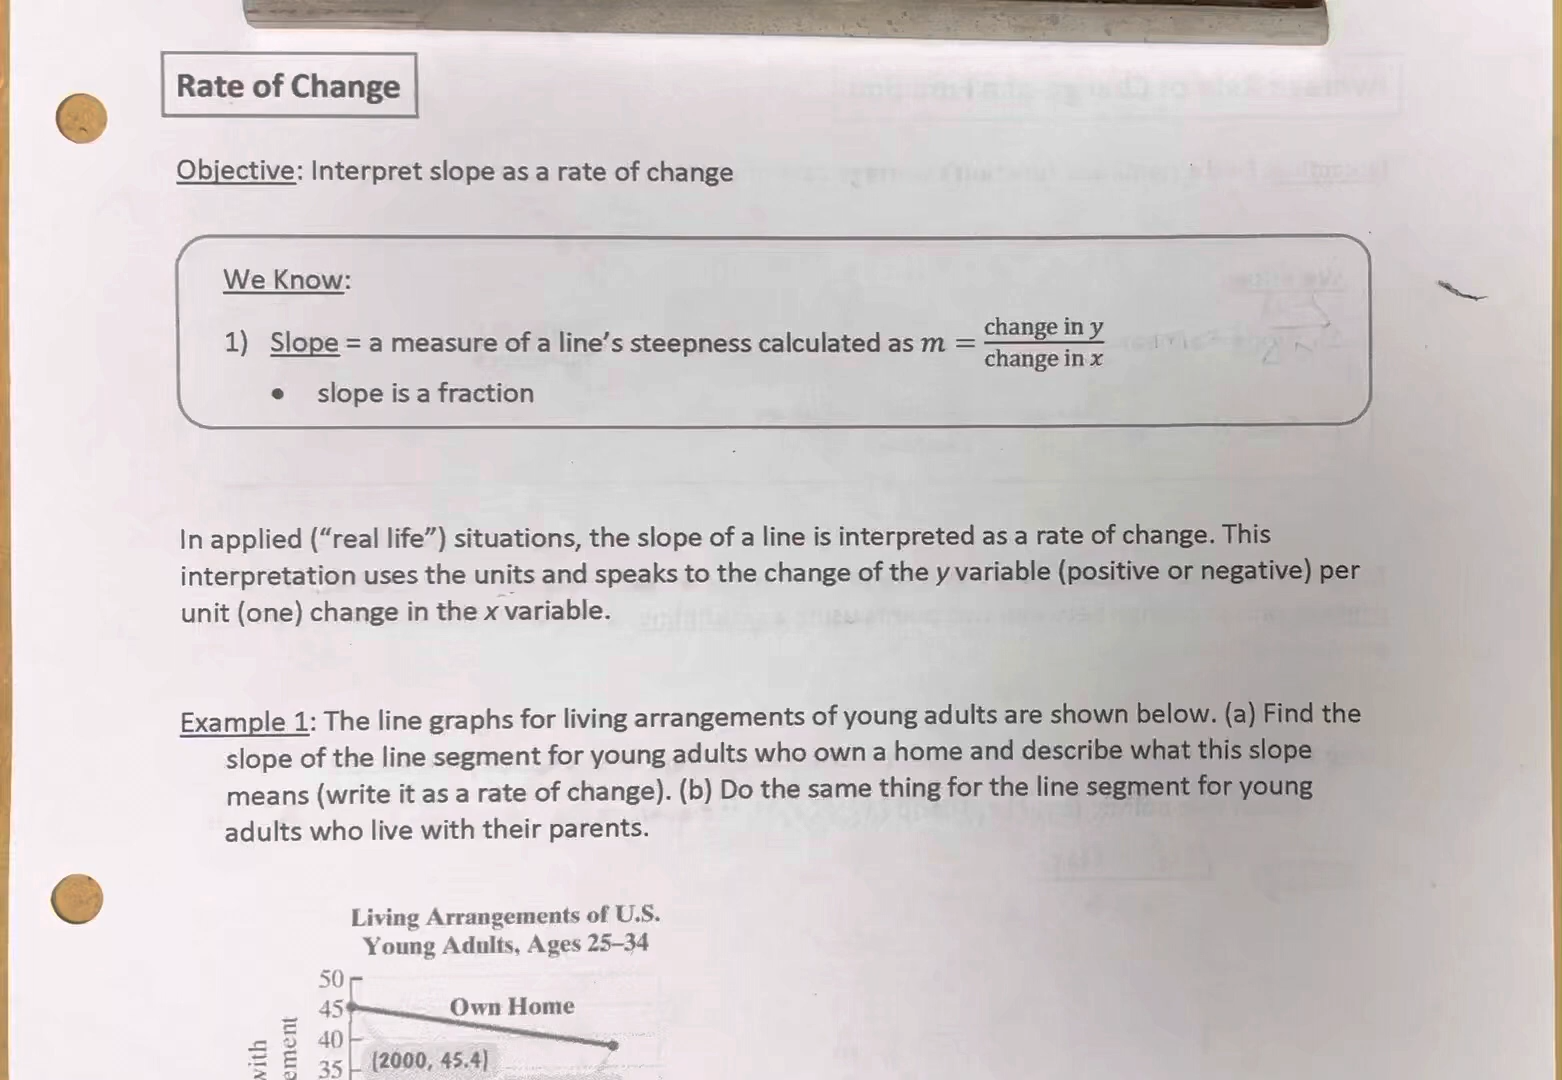 Rate of Change
Objective: Interpret slope as a rate of change
We Know:
1) Slope = a measure of a line's steepness calculated as m = change in y / change in x
• slope is a fraction
In applied ("real life") situations, the slope of a line is interpreted as a rate of change. This
interpretation uses the units and speaks to the change of the y variable (positive or negative) per
unit (one) change in the x variable.
Example 1: The line graphs for living arrangements of young adults are shown below. (a) Find the
slope of the line segment for young adults who own a home and describe what this slope
means (write it as a rate of change). (b) Do the same thing for the line segment for young
adults who live with their parents.
Living Arrangements of U.S.
Young Adults, Ages 25–34
50
45
Own Home
40
(2000, 45.4)
35